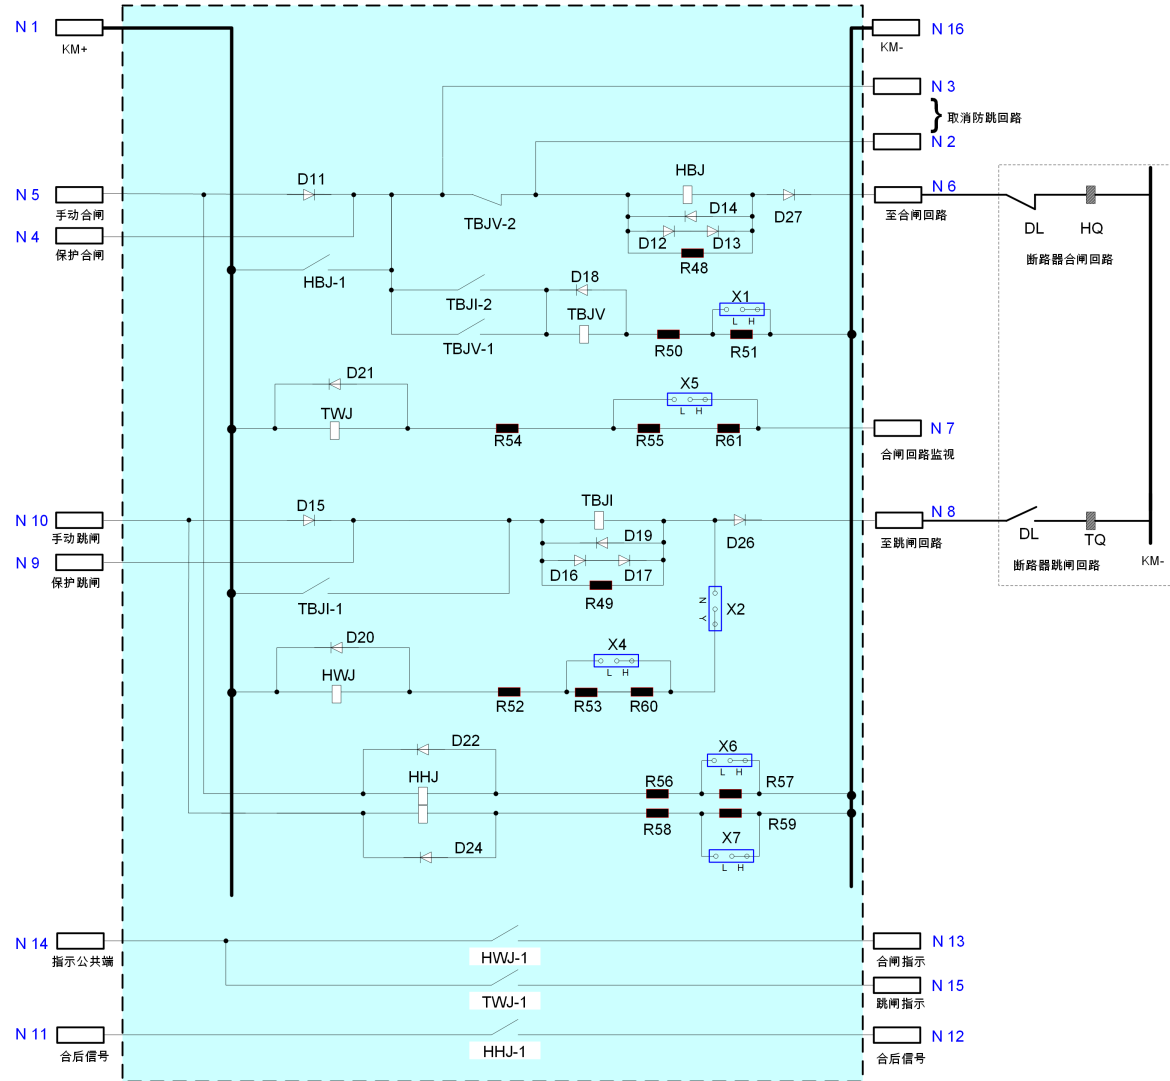 N 1
KM+
N 16
KM-
N 3
取消防跳回路
N 2
N 5
手动合闸
D11
TBJV-2
HBJ
D14
D12
D13
R48
D27
N 6
至合闸回路
DL
HQ
断路器合闸回路
N 4
保护合闸
HBJ-1
TBJI-2
D18
TBJV
TBJV-1
X1
L H
R50
R51
D21
TWJ
R54
X5
L H
R55
R61
N 7
合闸回路监视
N 10
手动跳闸
D15
TBJI
D19
D16
D17
R49
D26
N 8
至跳闸回路
DL
TQ
断路器跳闸回路
KM-
N 9
保护跳闸
TBJI-1
N Y
X2
D20
HWJ
R52
X4
L H
R53
R60
D22
HHJ
R56
X6
L H
R57
R58
R59
D24
X7
L H
N 14
指示公共端
HWJ-1
N 13
合闸指示
TWJ-1
N 15
跳闸指示
N 11
合后信号
HHJ-1
N 12
合后信号